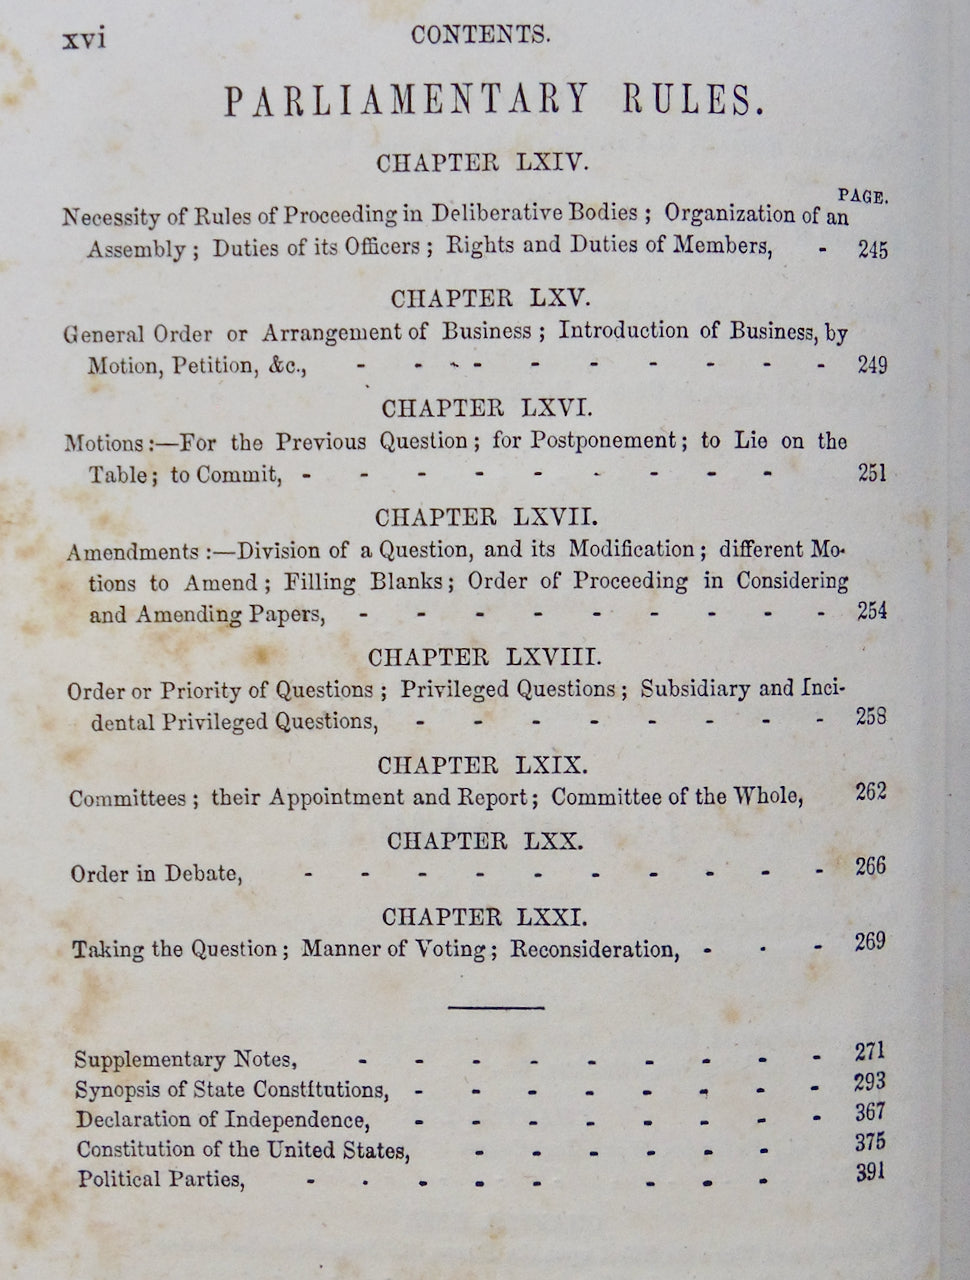 xvi CONTENTS.
PARLIAMENTARY RULES.
CHAPTER LXIV.
PAGE.
Necessity of Rules of Proceeding in Deliberative Bodies ; Organization of an
Assembly ; Duties of its Officers ; Rights and Duties of Members, - 245
CHAPTER LXV.
General Order or Arrangement of Business ; Introduction of Business, by
Motion, Petition, &c., - - - - - - - - - 249
CHAPTER LXVI.
Motions :—For the Previous Question ; for Postponement ; to Lie on the
Table ; to Commit, - - - - - - - - - 251
CHAPTER LXVII.
Amendments :—Division of a Question, and its Modification ; different Mo-
tions to Amend ; Filling Blanks ; Order of Proceeding in Considering
and Amending Papers, - - - - - - - - - 254
CHAPTER LXVIII.
Order or Priority of Questions ; Privileged Questions ; Subsidiary and Inci-
dental Privileged Questions, - - - - - - - - 258
CHAPTER LXIX.
Committees ; their Appointment and Report ; Committee of the Whole, 262
CHAPTER LXX.
Order in Debate, - - - - - - - - - - 266
CHAPTER LXXI.
Taking the Question ; Manner of Voting ; Reconsideration, - - - 269
Supplementary Notes, - - - - - - - - - 271
Synopsis of State Constitutions, - - - - - - - - 293
Declaration of Independence, - - - - - - - - 367
Constitution of the United States, - - - - - - 375
Political Parties, - - - - - - - - 391